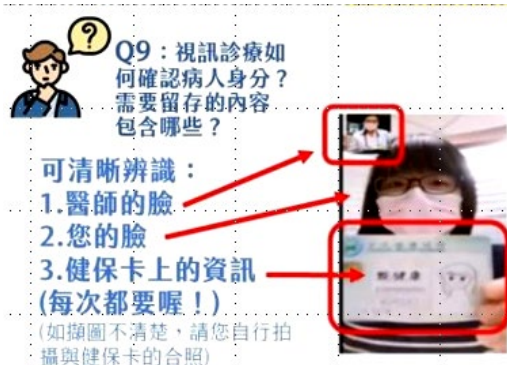 ?
Q9：視訊診療如
何確認病人身分？
需要留存的內容
包含哪些？
可清晰辨識：
1.醫師的臉
2.您的臉
3.健保卡上的資訊
(每次都要喔！)
(如擷圖不清楚，請您自行拍
攝與健保卡的合照)
甄健康